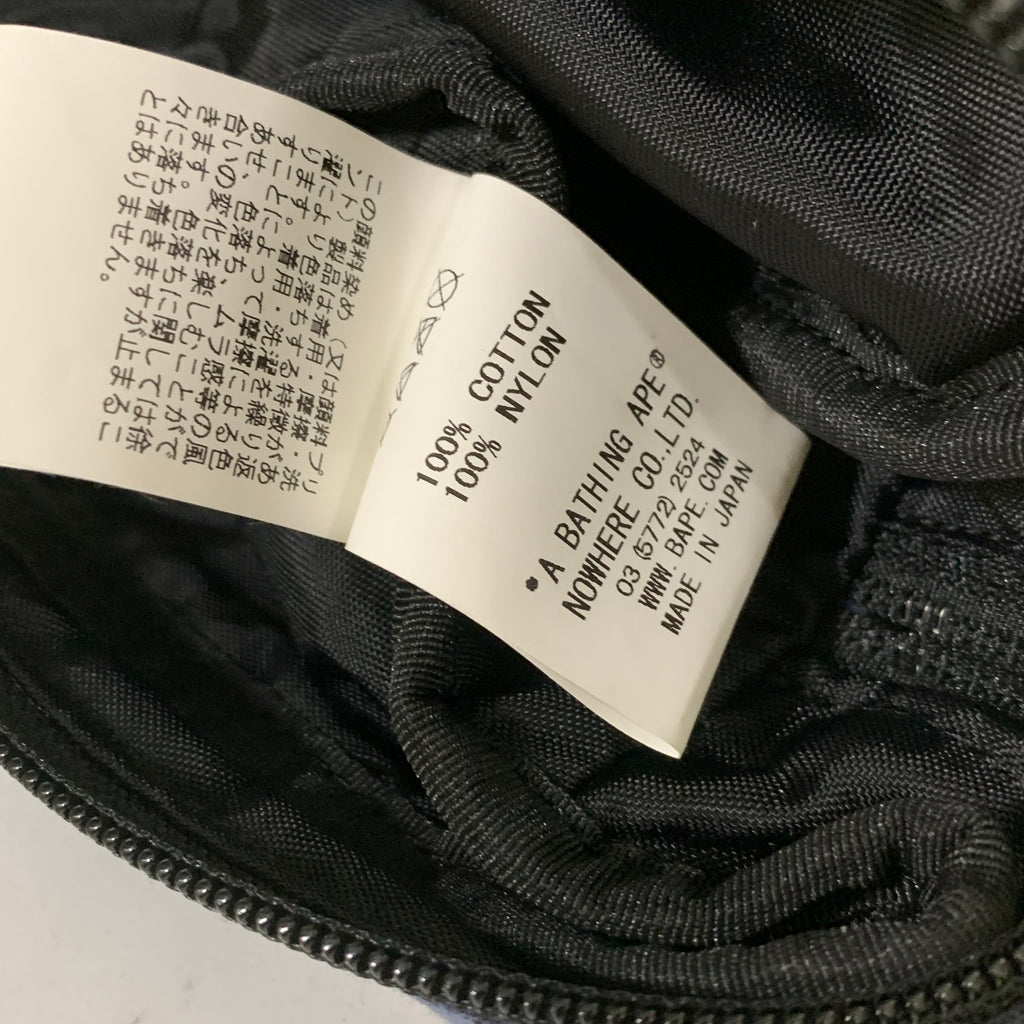 この顔料染め(又は顔料プリ
ント)製品は着用・摩擦・洗
濯により色落ちする特徴があ
ります。着用・洗濯を繰り返
すことによって摩擦による色
あせ、色落ち、ムラ感等の風
合いの変化を楽しむことがで
きます。色落ちに関しては徐
々に落ち着きますが止まるこ
とはありません。
100% COTTON
100% NYLON
*A BATHING APE®
NOWHERE CO.,LTD.
03 (5772) 2524
WWW.BAPE.COM
MADE IN JAPAN